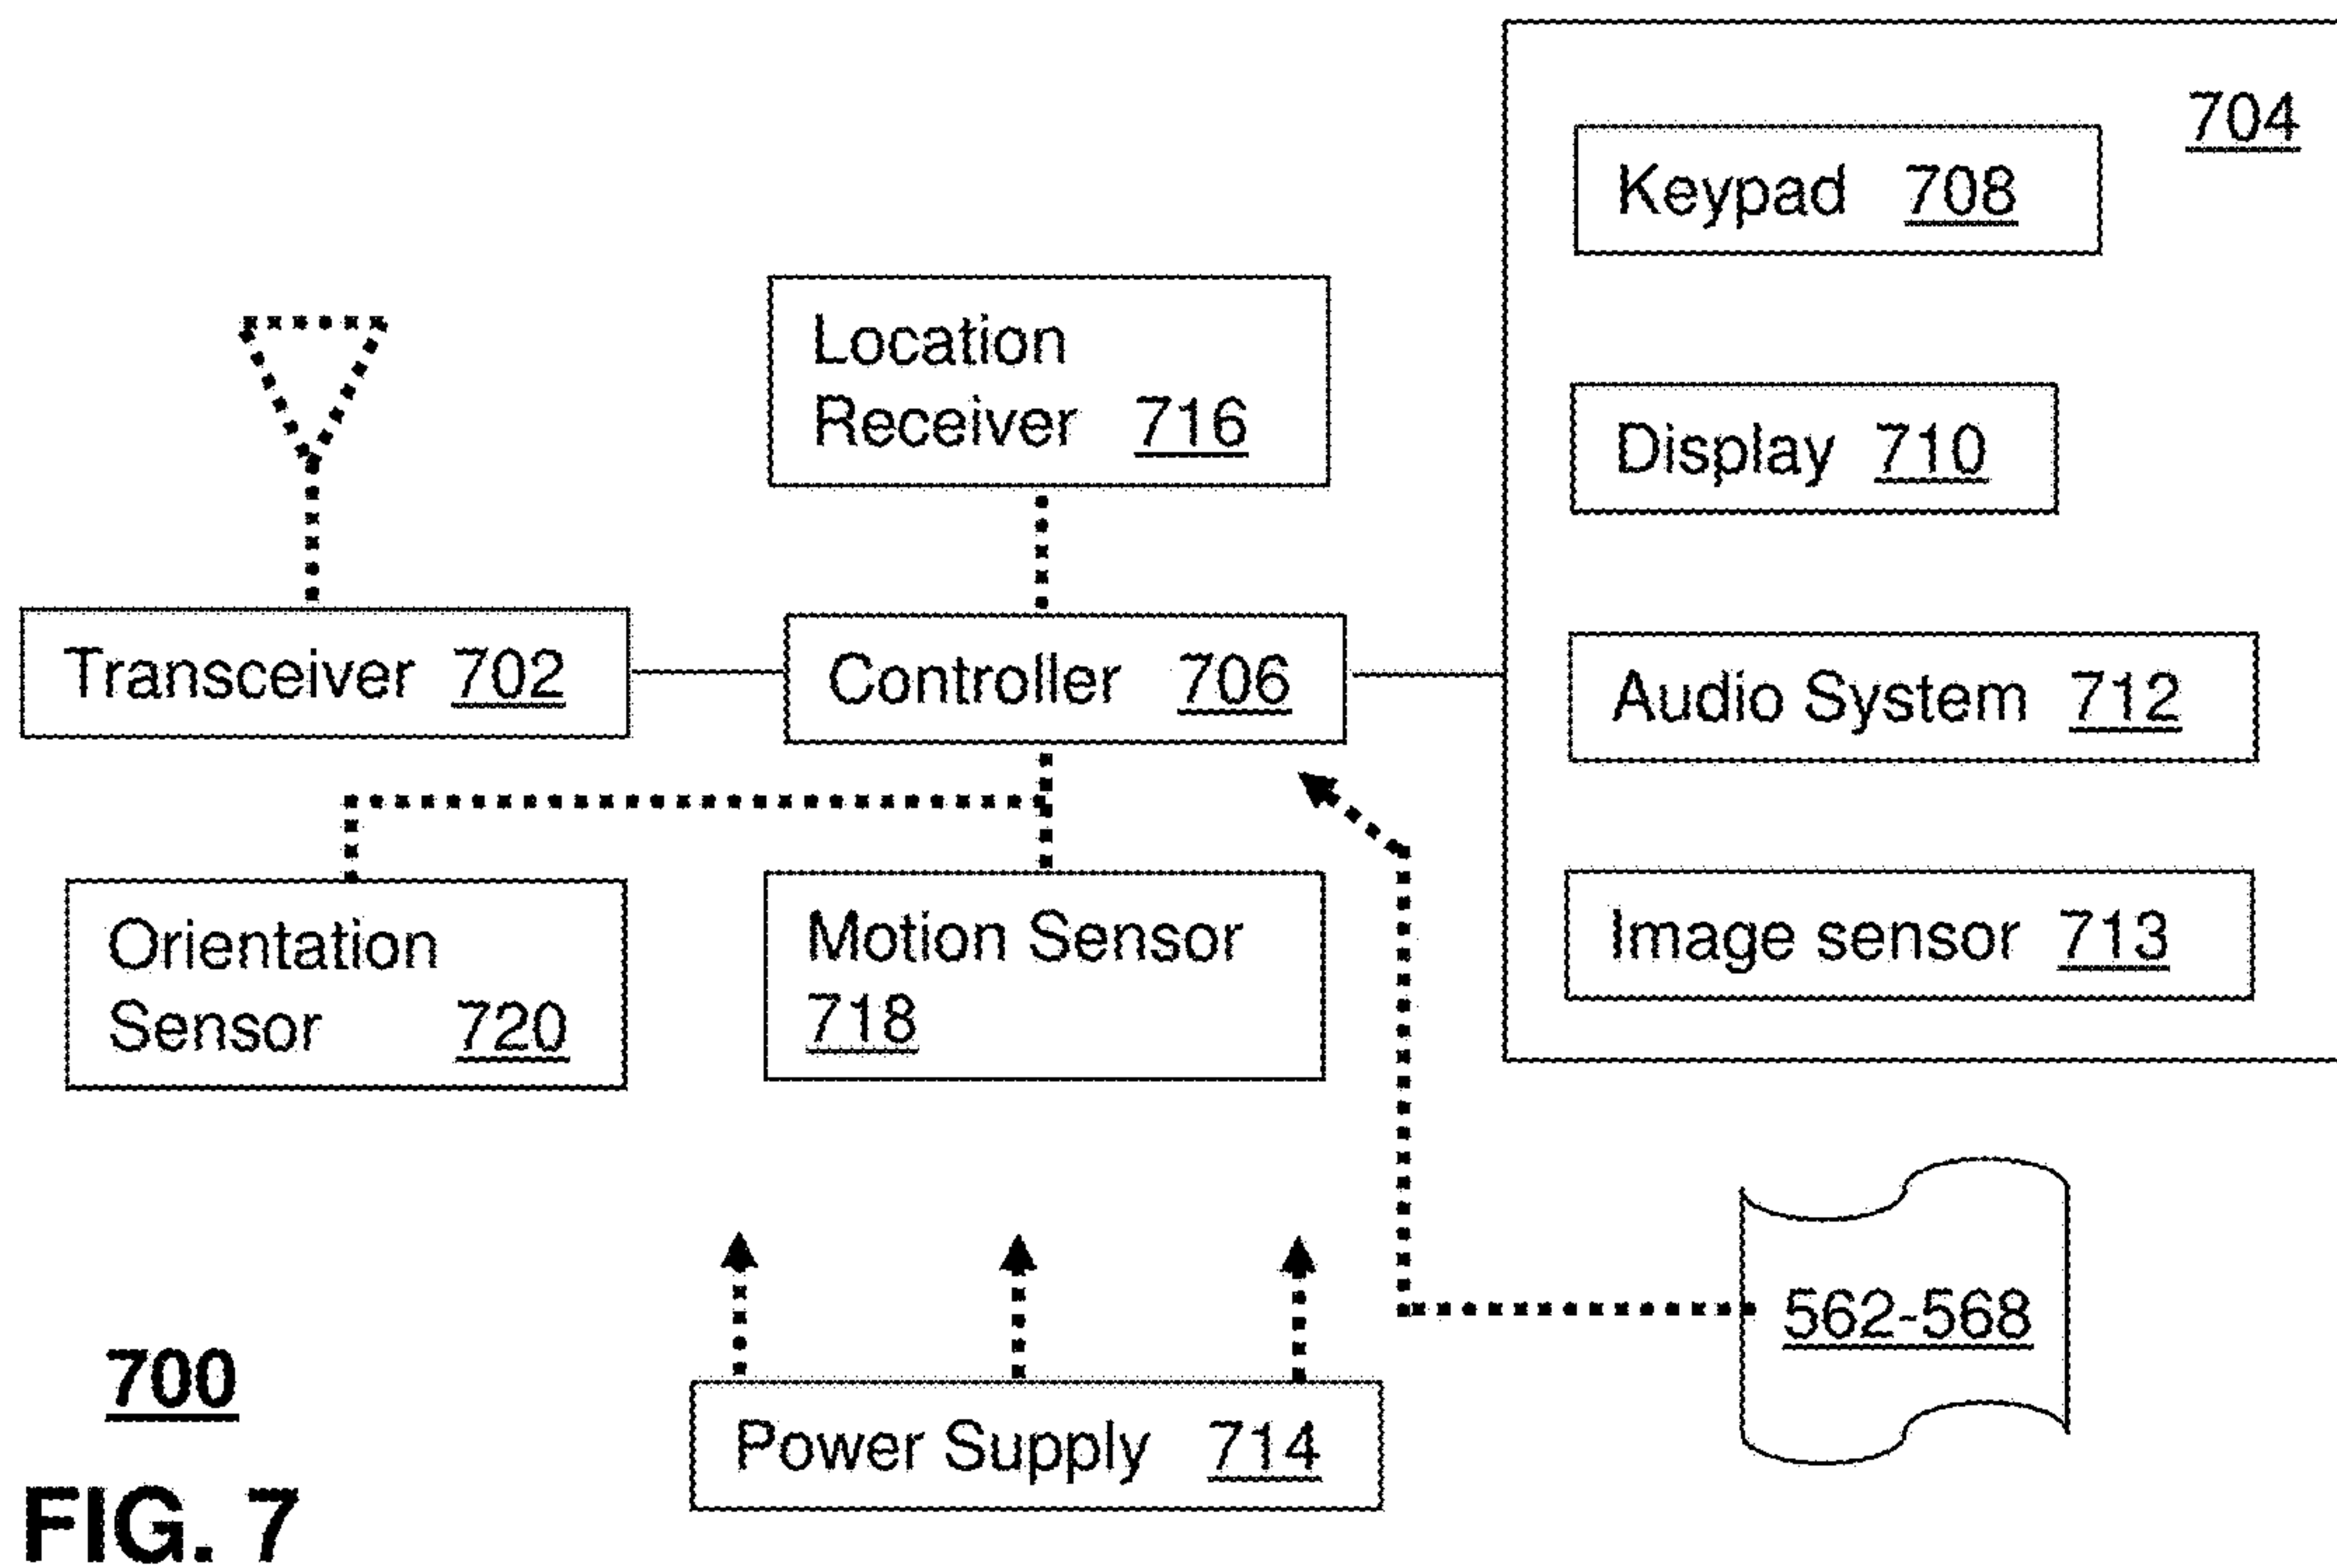 704
Keypad 708
Location
Receiver 716
Display 710
Transceiver 702
Controller 706
Audio System 712
Orientation
Sensor 720
Motion Sensor
718
Image sensor 713
562-568
700
Power Supply 714
FIG. 7